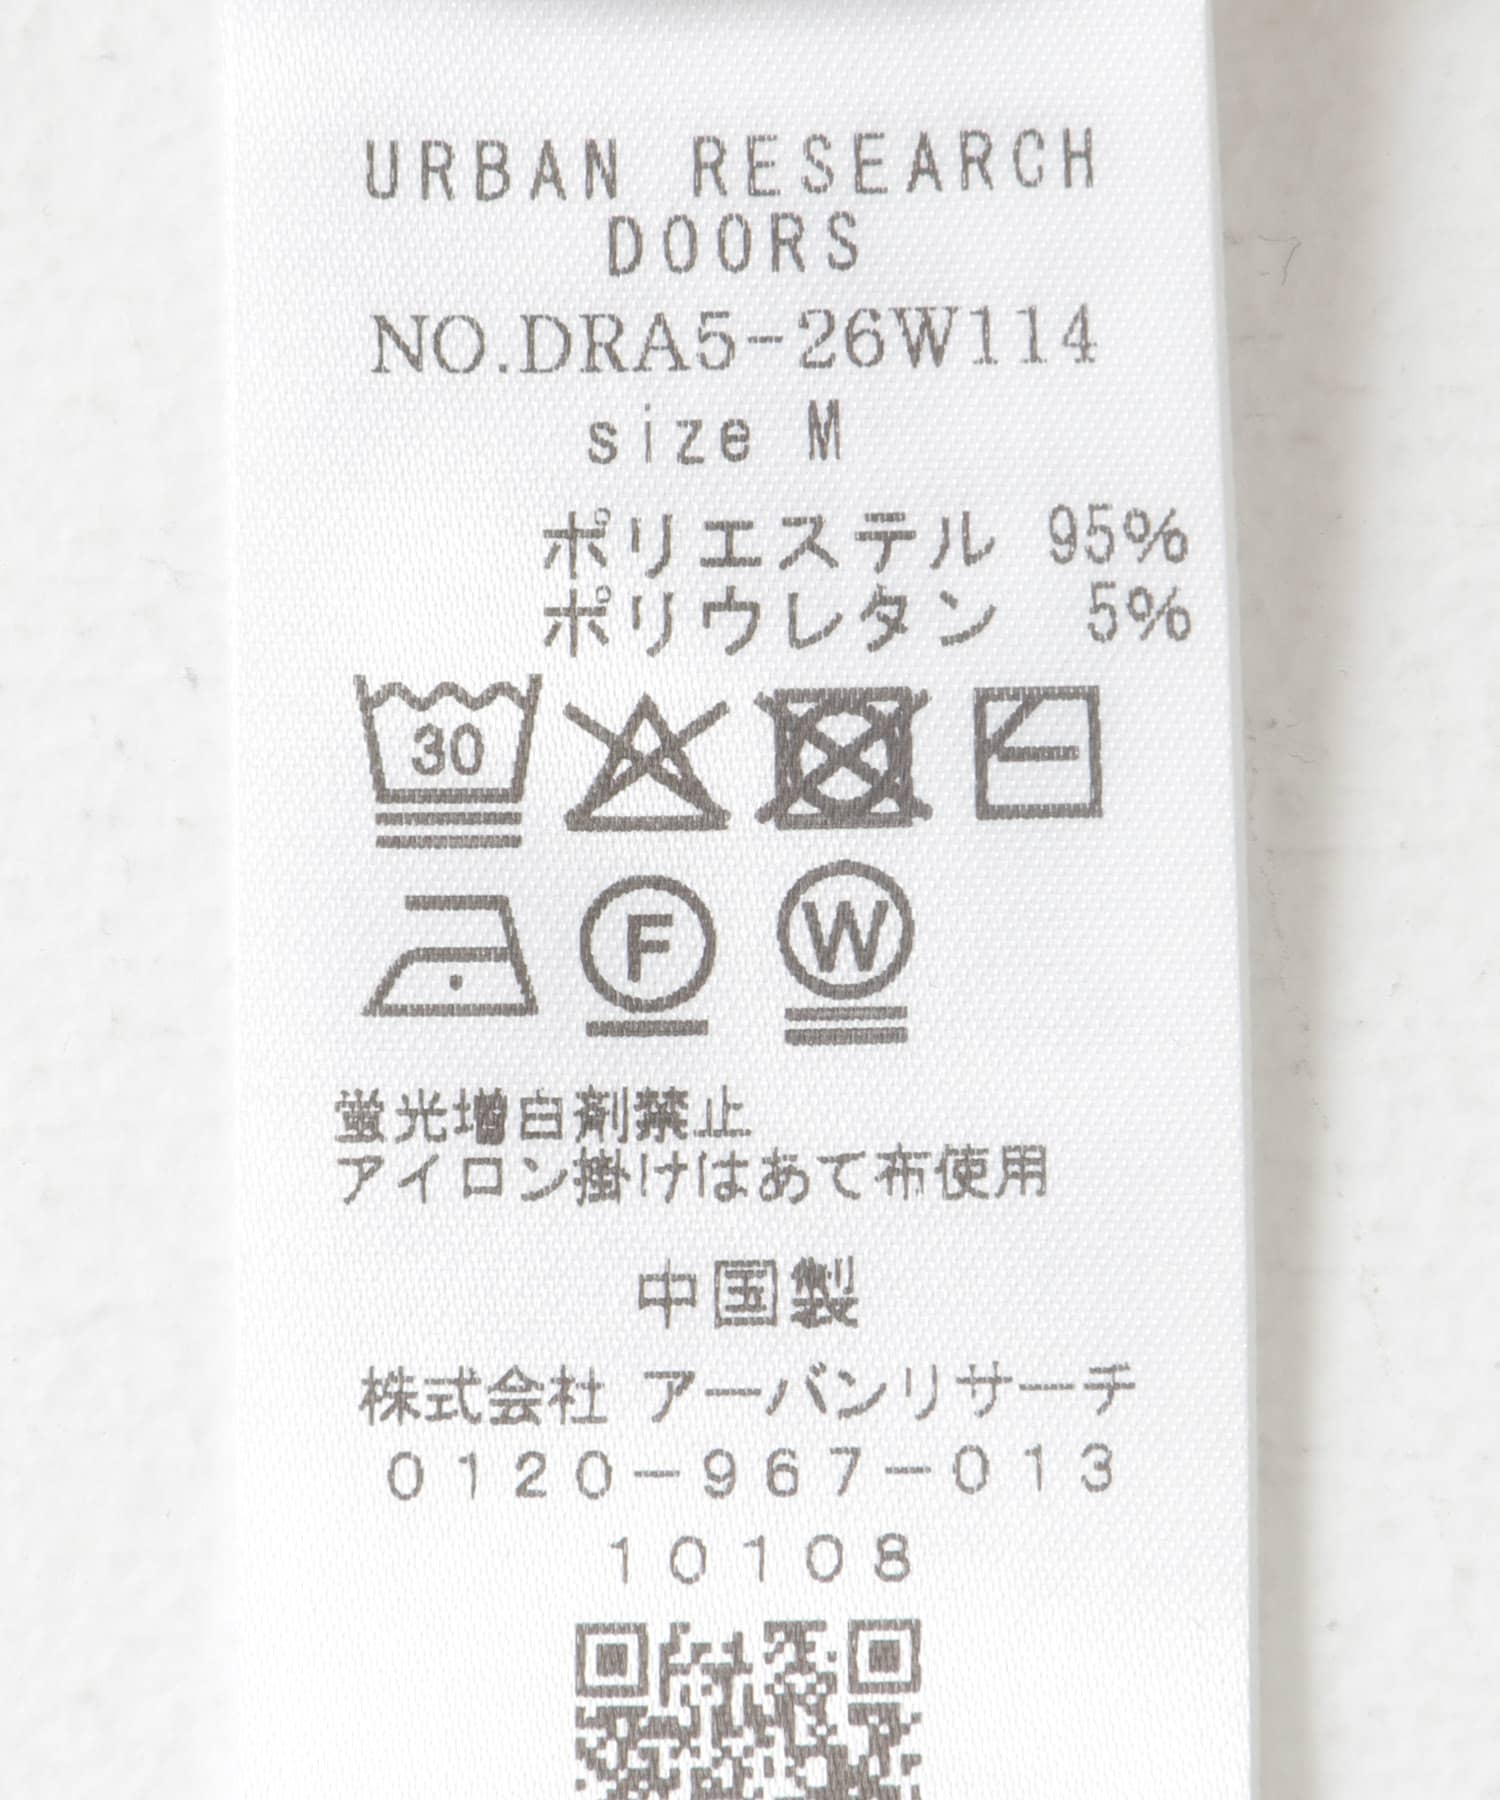 URBAN RESEARCH
DOORS
NO.DRA5-26W114
size M
ポリエステル 95%
ポリウレタン 5%
30
F
W
蛍光増白剤禁止
アイロン掛けはあて布使用
中国製
株式会社 アーバンリサーチ
0120-967-013
10108